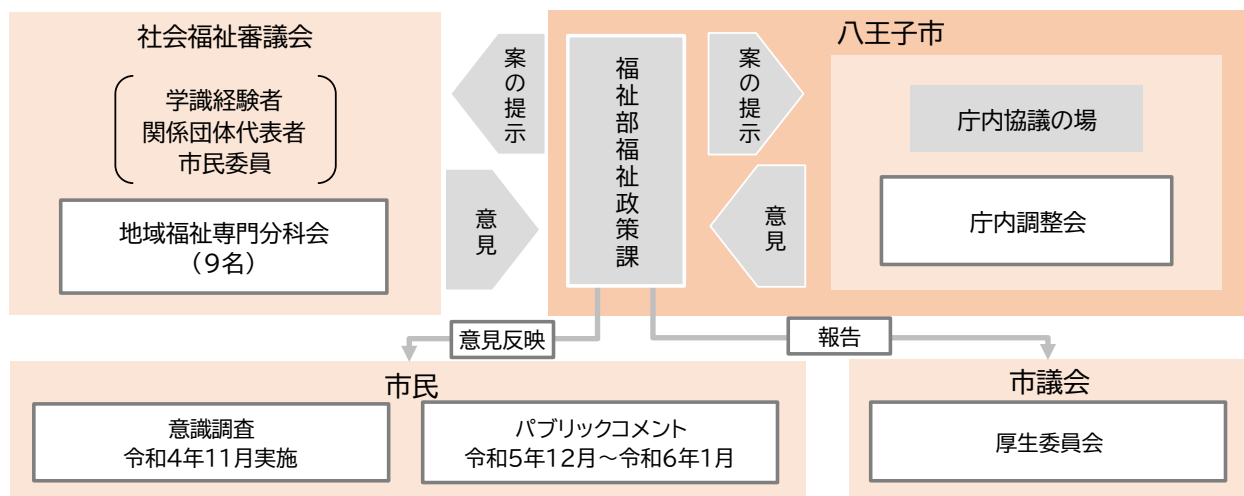 社会福祉審議会
学識経験者
関係団体代表者
市民委員
地域福祉専門分科会
(9名)
案の提示
意見
福祉部福祉政策課
八王子市
案の提示
意見
庁内協議の場
庁内調整会
意見反映
報告
市民
意識調査
令和4年11月実施
パブリックコメント
令和5年12月～令和6年1月
市議会
厚生委員会